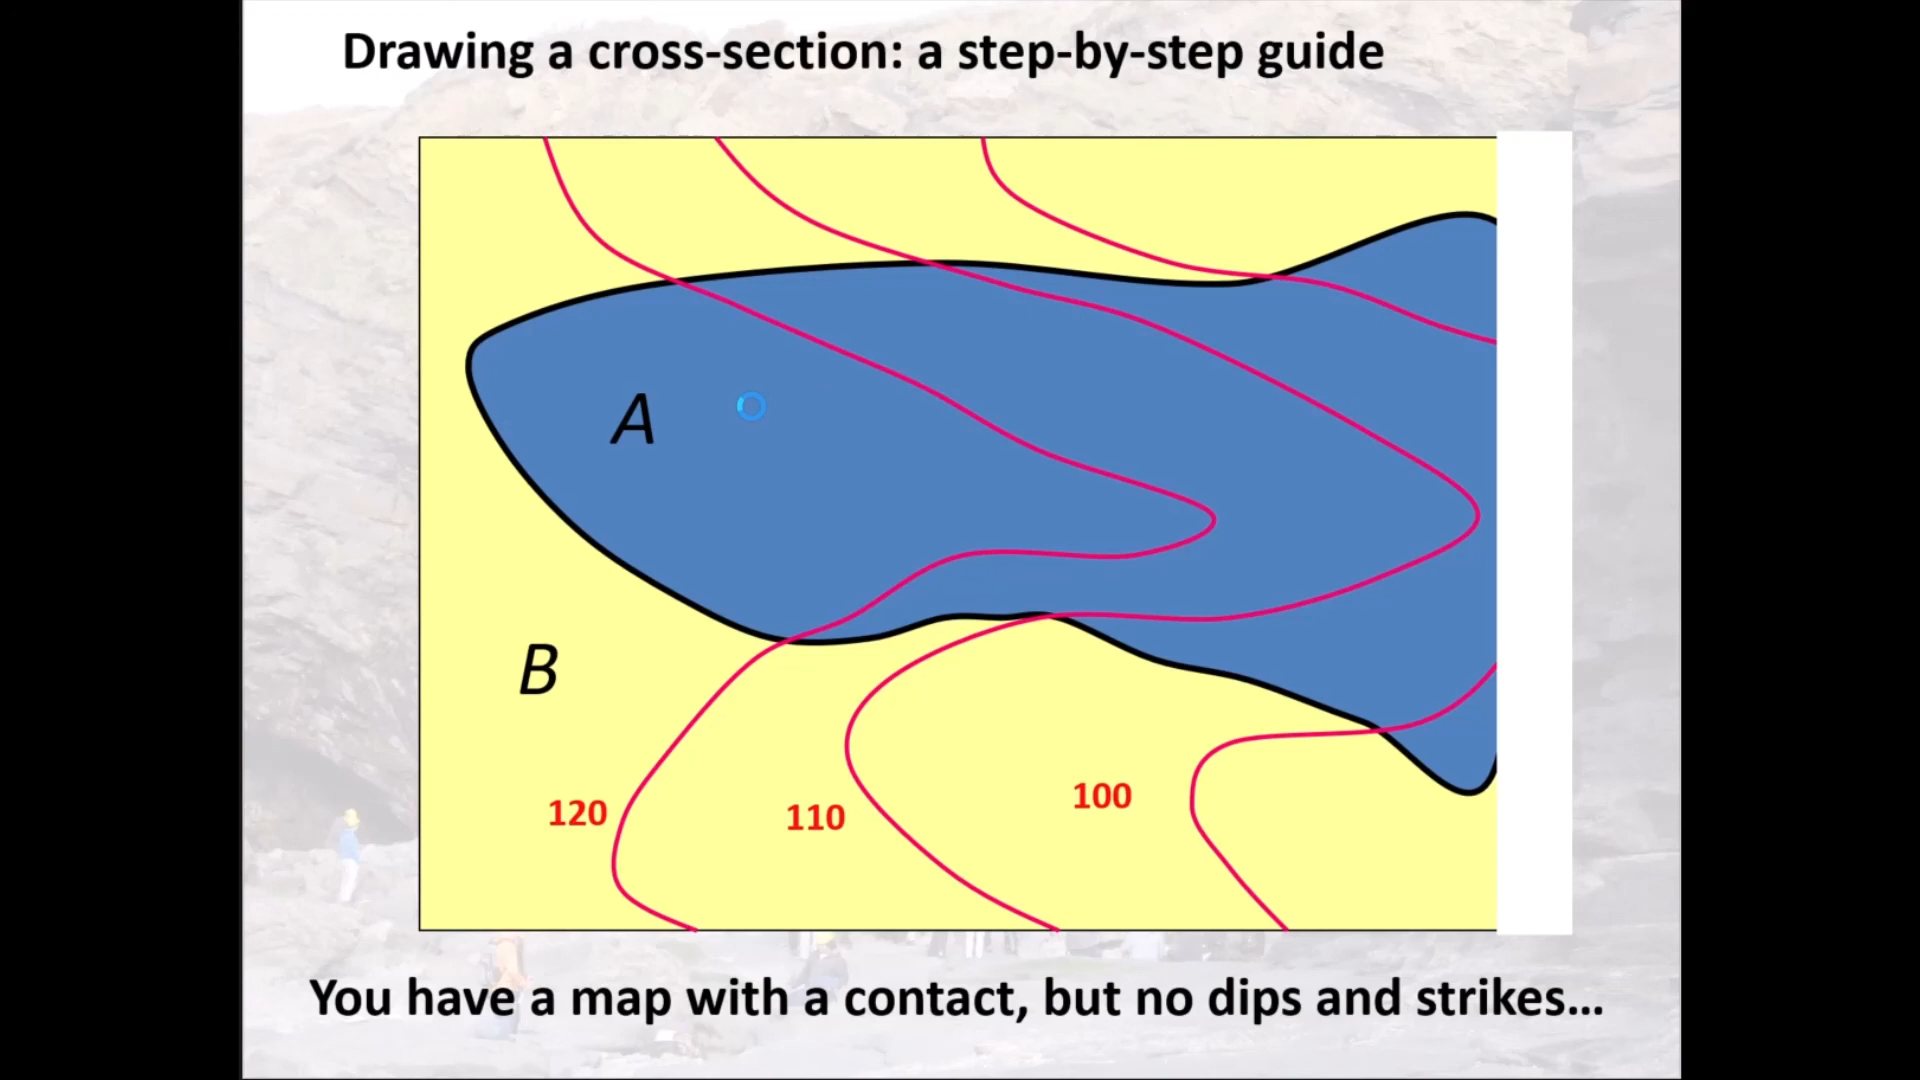 Drawing a cross-section: a step-by-step guide
A
B
120
110
100
You have a map with a contact, but no dips and strikes…